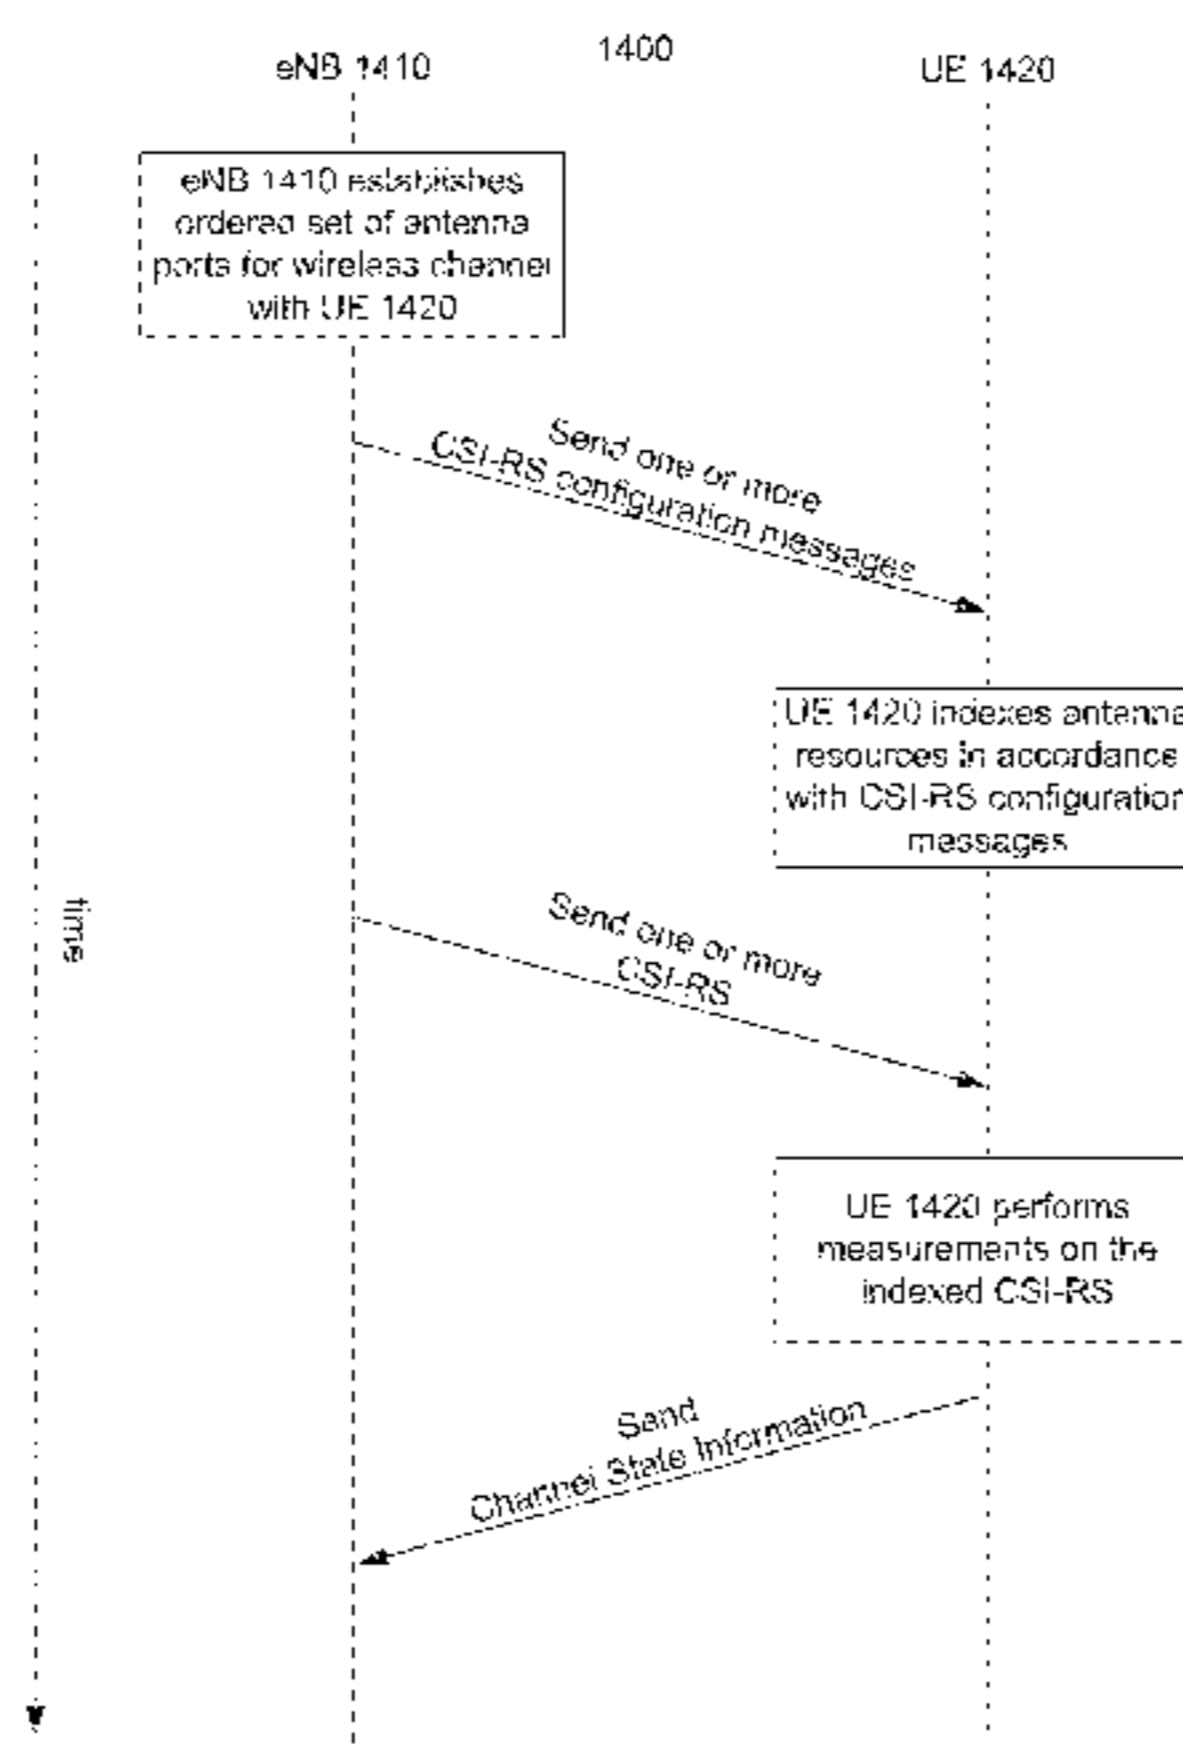 1400
eNB 1410
UE 1420
eNB 1410 establishes
ordered set of antenna
ports for wireless channel
with UE 1420
Send one or more
CSI-RS configuration messages
UE 1420 indexes antenna
resources in accordance
with CSI-RS configuration
messages
time
Send one or more
CSI-RS
UE 1420 performs
measurements on the
indexed CSI-RS
Send
Channel State Information